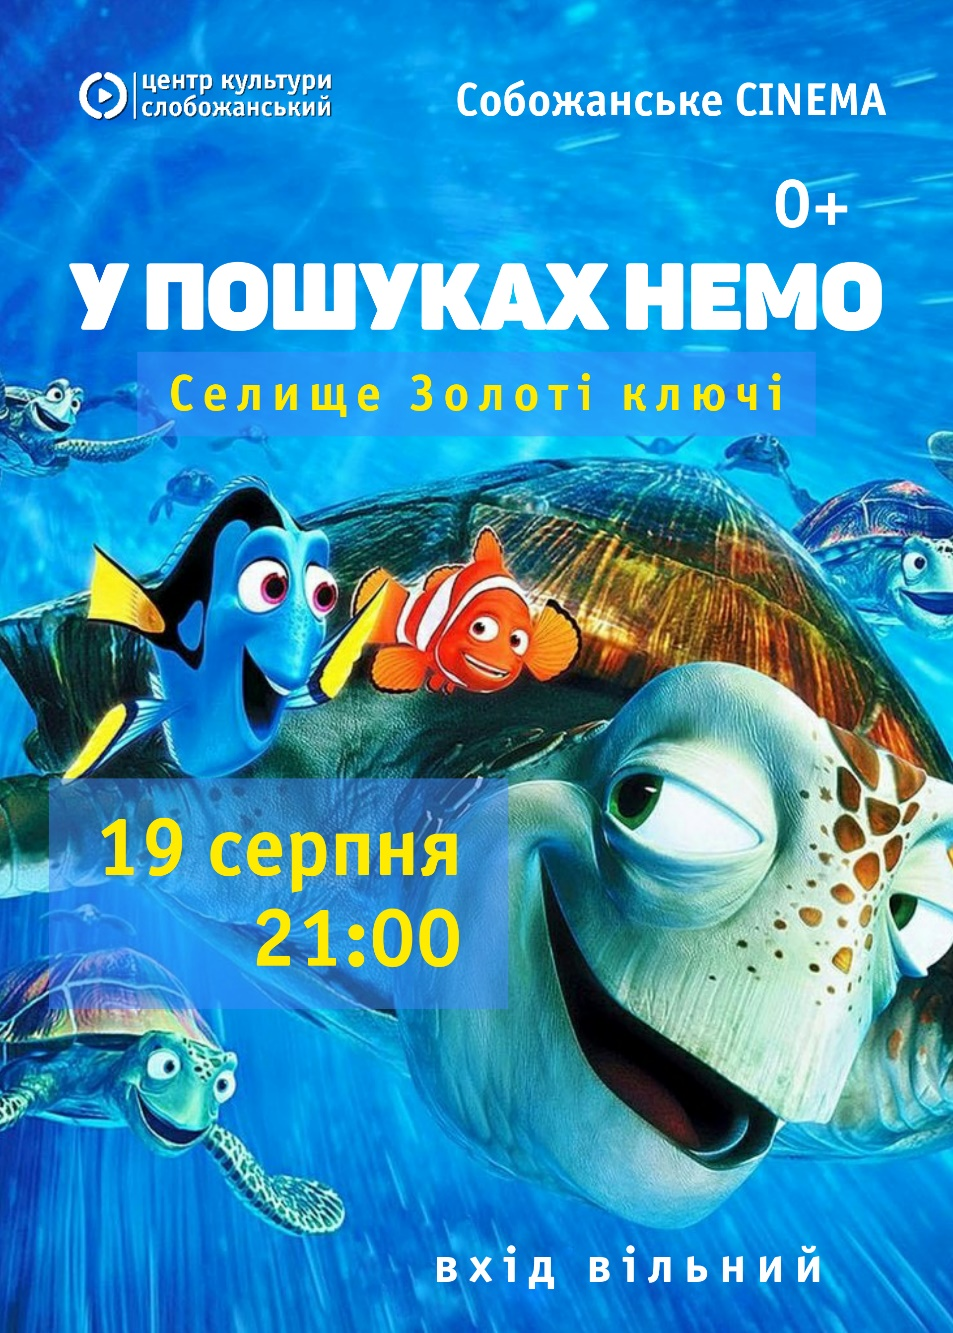 центр культури
слобожанський
Собожанське CINEMA
0+
У ПОШУКАХ НЕМО
Селище Золоті ключі
19 серпня
21:00
вхід вільний